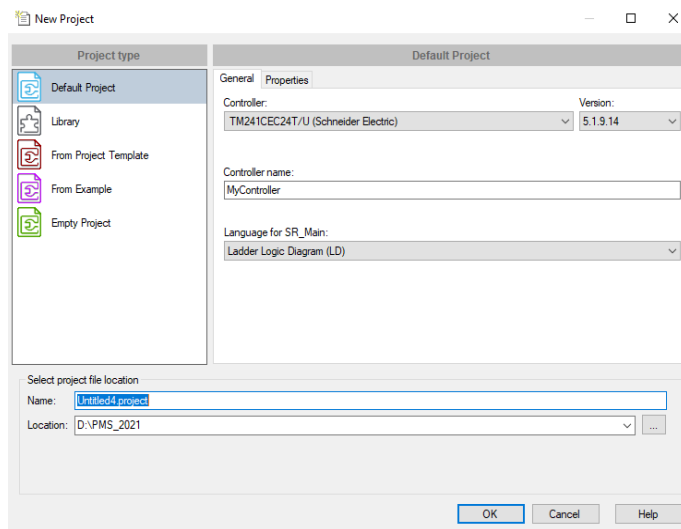 New Project
Project type
Default Project
Default Project
Library
From Project Template
From Example
Empty Project
General Properties
Controller: Version:
TM241CEC24T/U (Schneider Electric) 5.1.9.14
Controller name:
MyController
Language for SR_Main:
Ladder Logic Diagram (LD)
Select project file location
Name: Untitled4.project
Location: D:\PMS_2021 ...
OK Cancel Help